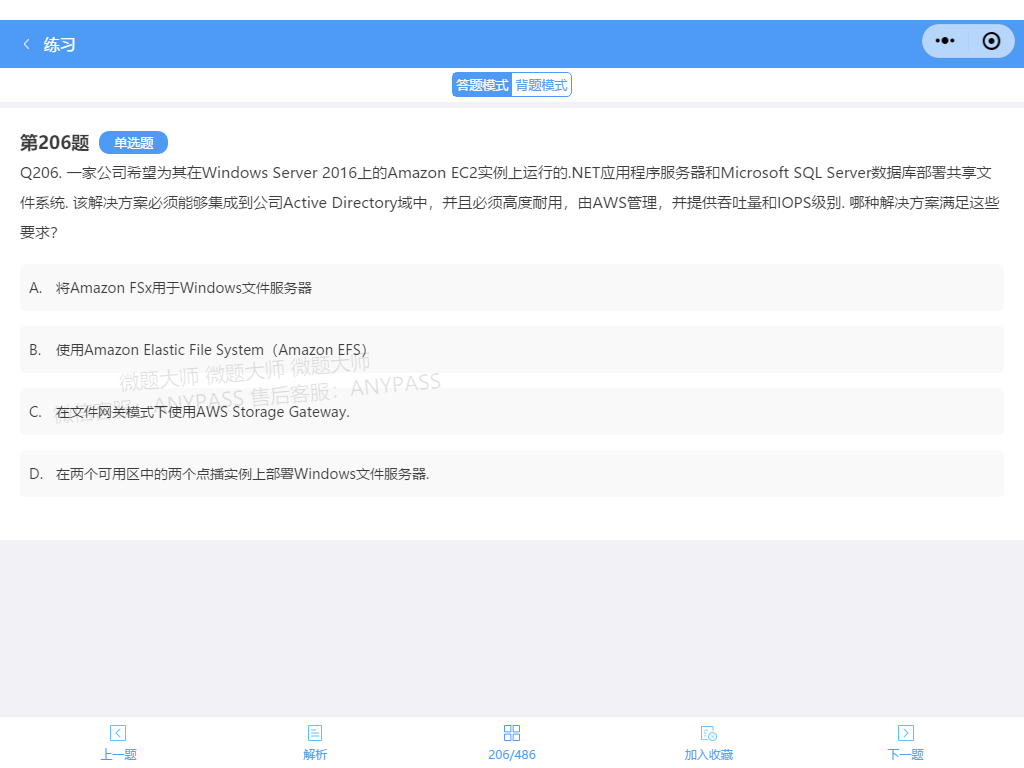 练习
答题模式 背题模式
第206题 单选题
Q206. 一家公司希望为其在Windows Server 2016上的Amazon EC2实例上运行的.NET应用程序服务器和Microsoft SQL Server数据库部署共享文
件系统. 该解决方案必须能够集成到公司Active Directory域中，并且必须高度耐用，由AWS管理，并提供吞吐量和IOPS级别. 哪种解决方案满足这些
要求？
A. 将Amazon FSx用于Windows文件服务器
B. 使用Amazon Elastic File System（Amazon EFS）
微题大师 微题大师 微题大师
微信客服：ANYPASS 售后客服：ANYPASS
C. 在文件网关模式下使用AWS Storage Gateway.
D. 在两个可用区中的两个点播实例上部署Windows文件服务器.
上一题 解析 206/486 加入收藏 下一题